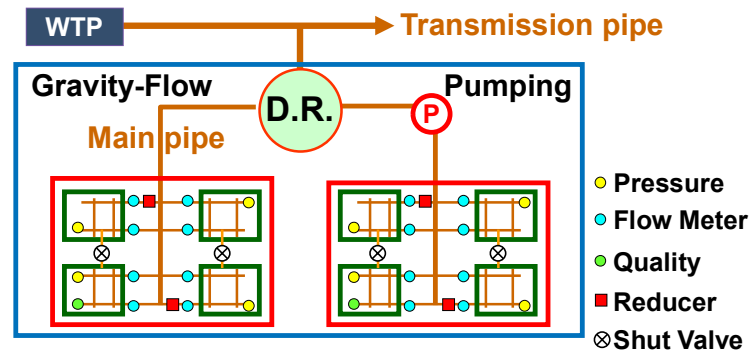 WTP
Transmission pipe
Gravity-Flow
Pumping
D.R.
P
Main pipe
Pressure
Flow Meter
Quality
Reducer
Shut Valve